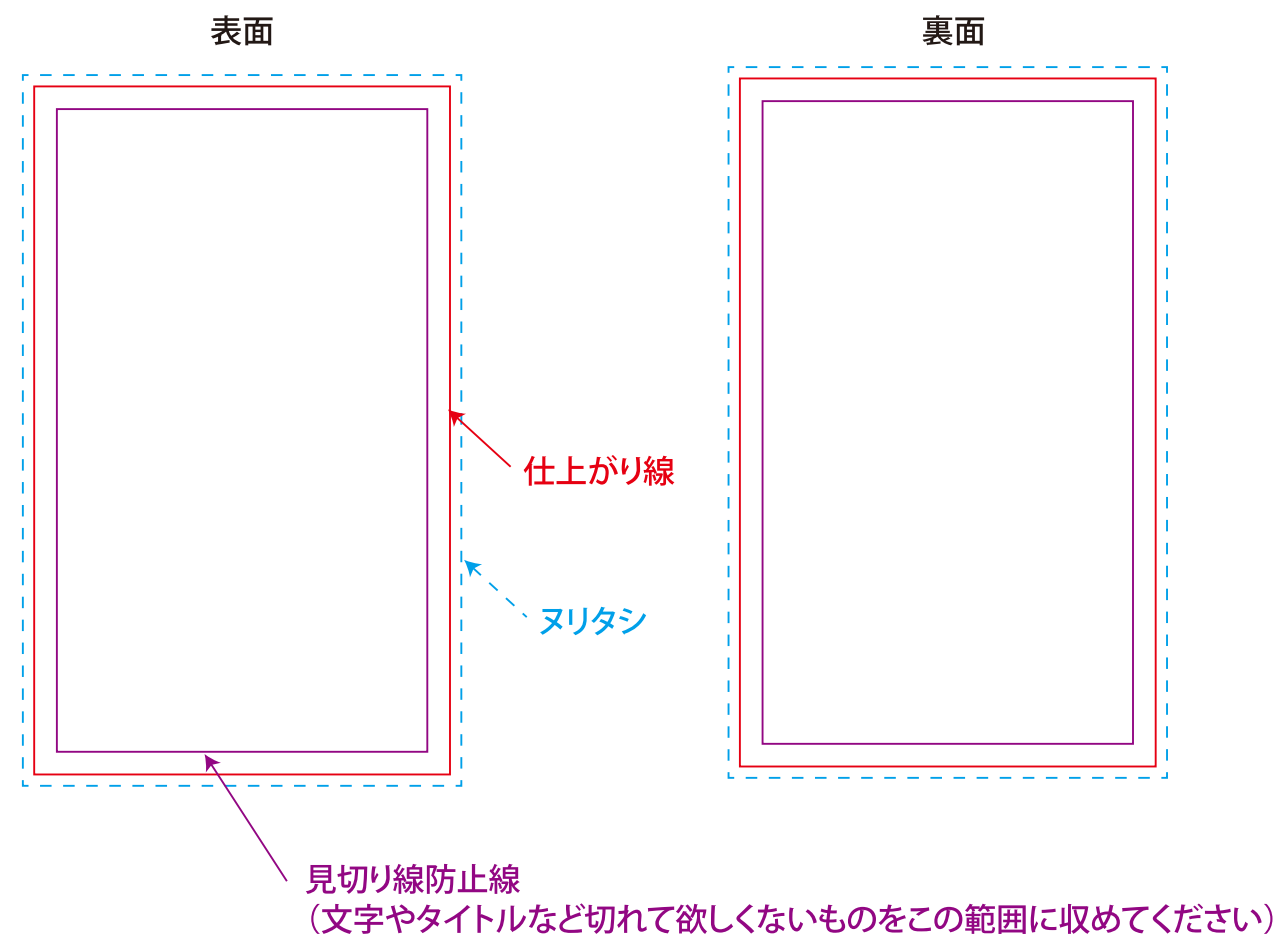 表面
裏面
仕上がり線
ヌリタシ
見切り線防止線
（文字やタイトルなど切れて欲しくないものをこの範囲に収めてください）